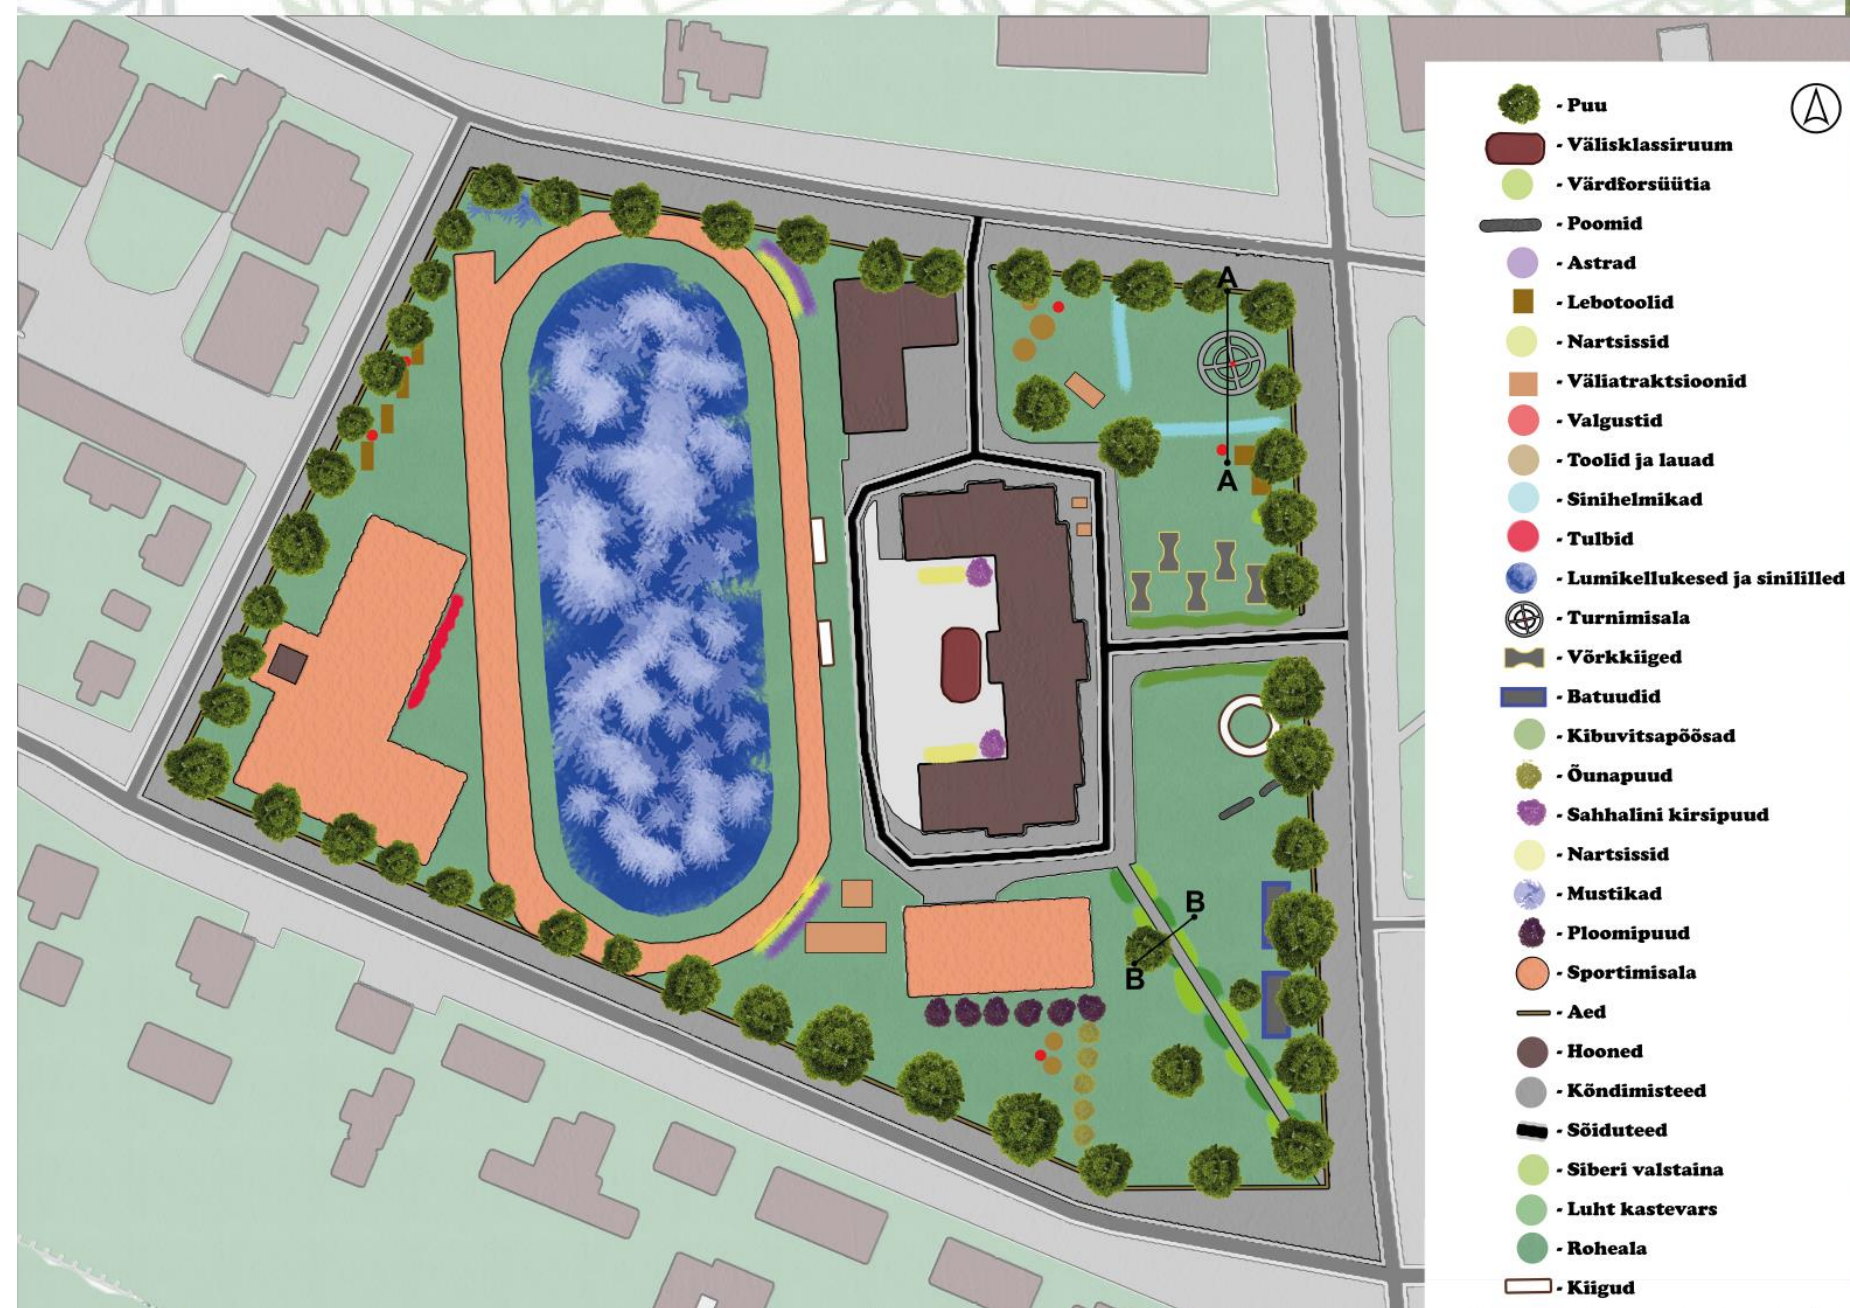 - Puu
- Välisklassiruum
- Värdforsüütia
- Poomid
- Astrad
- Lebotoolid
- Nartsissid
- Väliatraktsioonid
- Valgustid
- Toolid ja lauad
- Sinihelmikad
- Tulbid
- Lumikellukesed ja sinililled
- Turnimisala
- Võrkkiiged
- Batuudid
- Kibuvitsapõõsad
- Õunapuud
- Sahhalini kirsipuud
- Nartsissid
- Mustikad
- Ploomipuud
- Sportimisala
- Aed
- Hooned
- Kõndimisteed
- Sõiduteed
- Siberi valstaina
- Luht kastevars
- Roheala
- Kiigud
A
A
B
B